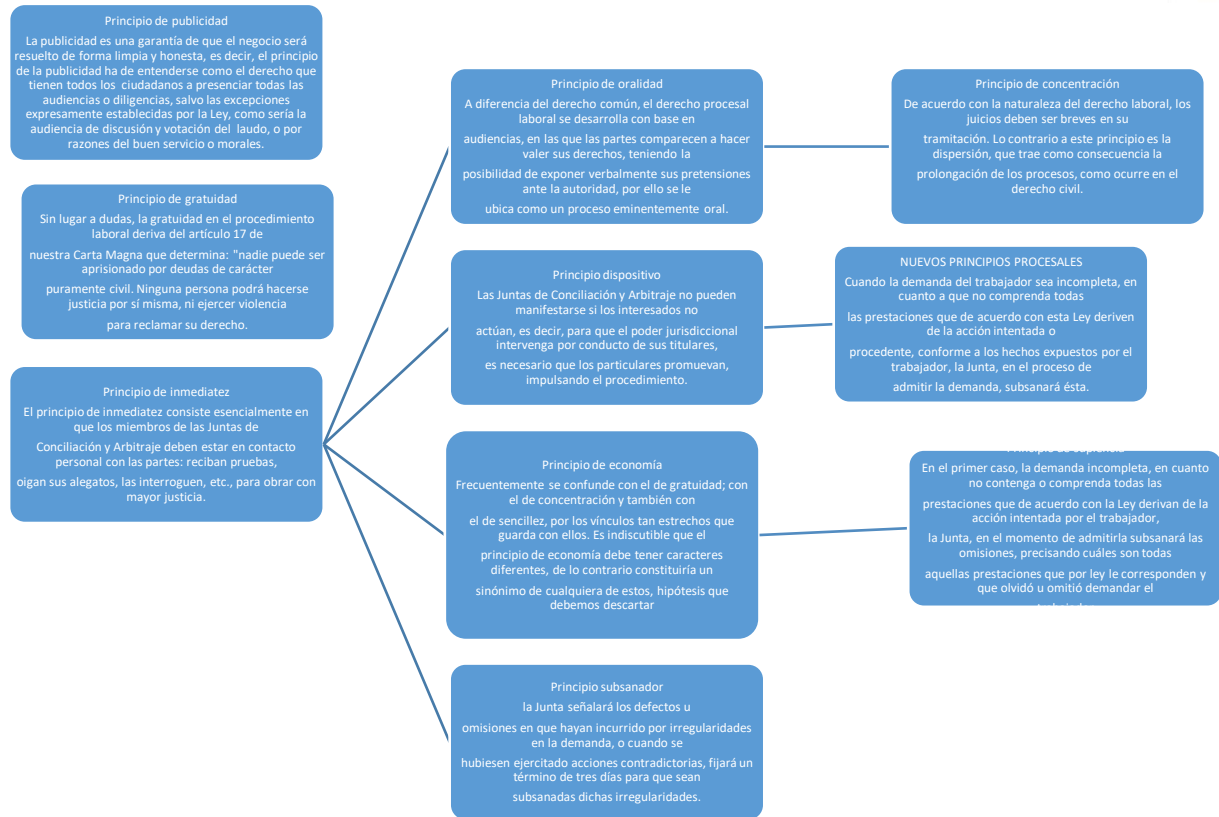 Principio de publicidad
La publicidad es una garantía de que el negocio será
resuelto de forma limpia y honesta, es decir, el principio
de la publicidad ha de entenderse como el derecho que
tienen todos los ciudadanos a presenciar todas las
audiencias o diligencias, salvo las excepciones
expresamente establecidas por la Ley, como sería la
audiencia de discusión y votación del laudo, o por
razones del buen servicio o morales.
Principio de gratuidad
Sin lugar a dudas, la gratuidad en el procedimiento
laboral deriva del artículo 17 de
nuestra Carta Magna que determina: "nadie puede ser
aprisionado por deudas de carácter
puramente civil. Ninguna persona podrá hacerse
justicia por sí misma, ni ejercer violencia
para reclamar su derecho.
Principio de inmediatez
El principio de inmediatez consiste esencialmente en
que los miembros de las Juntas de
Conciliación y Arbitraje deben estar en contacto
personal con las partes: reciban pruebas,
oigan sus alegatos, las interroguen, etc., para obrar con
mayor justicia.
Principio de oralidad
A diferencia del derecho común, el derecho procesal
laboral se desarrolla con base en
audiencias, en las que las partes comparecen a hacer
valer sus derechos, teniendo la
posibilidad de exponer verbalmente sus pretensiones
ante la autoridad, por ello se le
ubica como un proceso eminentemente oral.
Principio de concentración
De acuerdo con la naturaleza del derecho laboral, los
juicios deben ser breves en su
tramitación. Lo contrario a este principio es la
dispersión, que trae como consecuencia la
prolongación de los procesos, como ocurre en el
derecho civil.
Principio dispositivo
Las Juntas de Conciliación y Arbitraje no pueden
manifestarse si los interesados no
actúan, es decir, para que el poder jurisdiccional
intervenga por conducto de sus titulares,
es necesario que los particulares promuevan,
impulsando el procedimiento.
NUEVOS PRINCIPIOS PROCESALES
Cuando la demanda del trabajador sea incompleta, en
cuanto a que no comprenda todas
las prestaciones que de acuerdo con esta Ley deriven
de la acción intentada o
procedente, conforme a los hechos expuestos por el
trabajador, la Junta, en el proceso de
admitir la demanda, subsanará ésta.
Principio de economía
Frecuentemente se confunde con el de gratuidad; con
el de concentración y también con
el de sencillez, por los vínculos tan estrechos que
guarda con ellos. Es indiscutible que el
principio de economía debe tener caracteres
diferentes, de lo contrario constituiría un
sinónimo de cualquiera de estos, hipótesis que
debemos descartar
En el primer caso, la demanda incompleta, en cuanto
no contenga o comprenda todas las
prestaciones que de acuerdo con la Ley derivan de la
acción intentada por el trabajador,
la Junta, en el momento de admitirla subsanará las
omisiones, precisando cuáles son todas
aquellas prestaciones que por ley le corresponden y
que olvidó u omitió demandar el
Principio subsanador
la Junta señalará los defectos u
omisiones en que hayan incurrido por irregularidades
en la demanda, o cuando se
hubiesen ejercitado acciones contradictorias, fijará un
término de tres días para que sean
subsanadas dichas irregularidades.